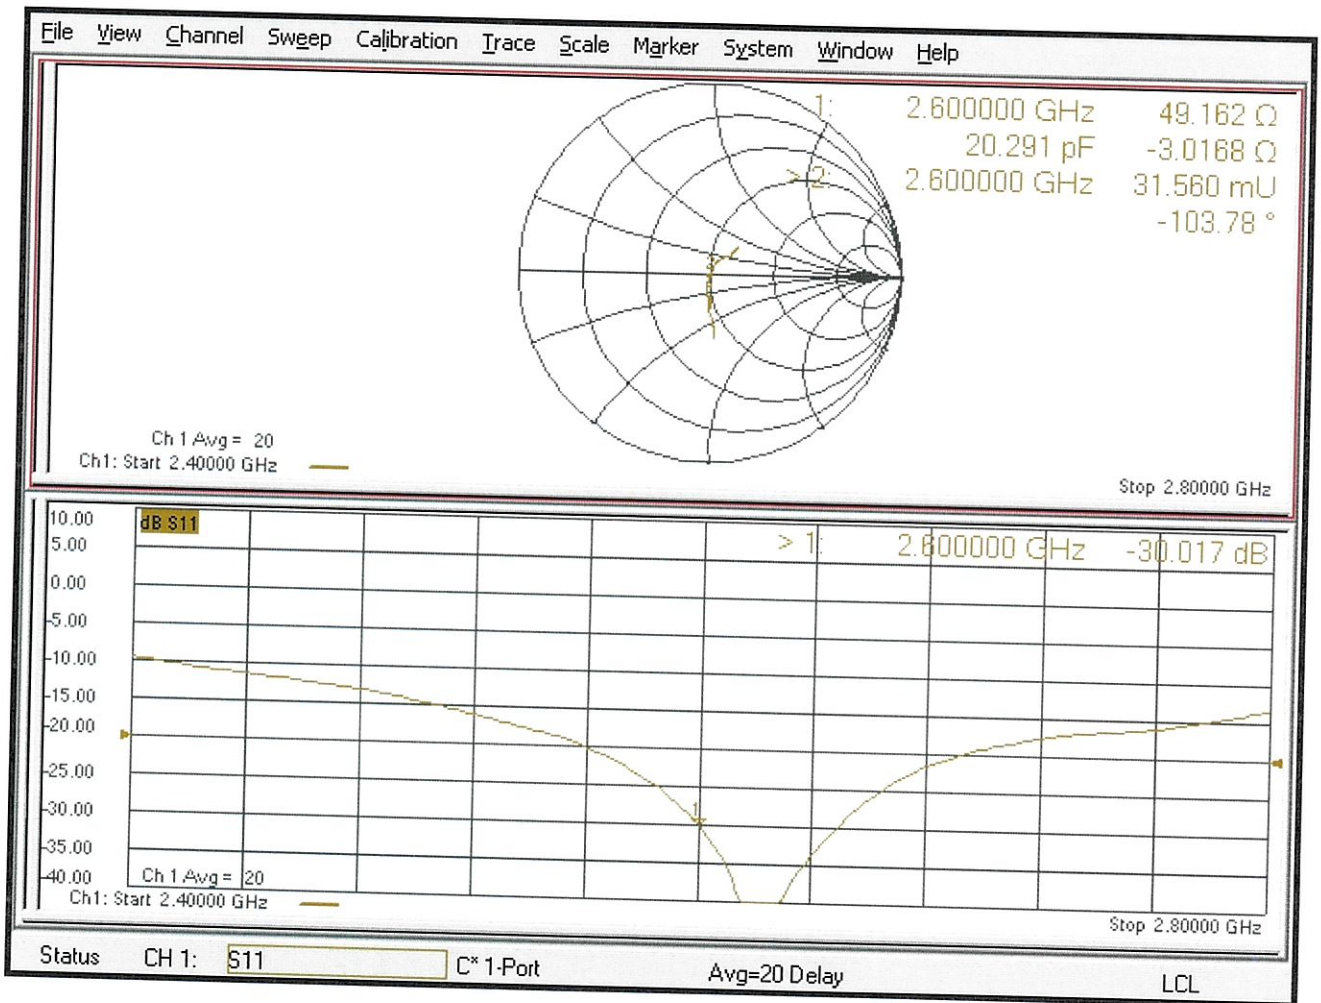 File View Channel Sweep Calibration Trace Scale Marker System Window Help
1: 2.600000 GHz 49.162 Ω
20.291 pF -3.0168 Ω
> 2: 2.600000 GHz 31.560 mU
-103.78 °
Ch 1 Avg = 20
Ch1: Start 2.40000 GHz
Stop 2.80000 GHz
10.00
dB S11
5.00
> 1: 2.600000 GHz -30.017 dB
0.00
-5.00
-10.00
-15.00
-20.00
-25.00
-30.00
1
-35.00
-40.00
Ch 1 Avg = 20
Ch1: Start 2.40000 GHz
Stop 2.80000 GHz
Status CH 1: S11 C* 1-Port Avg=20 Delay LCL